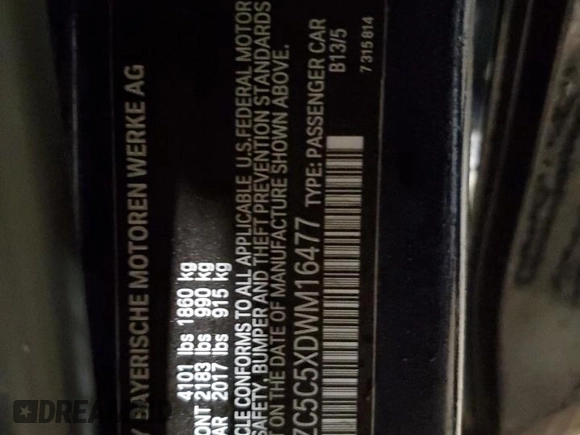 Y BAYERISCHE MOTOREN WERKE AG
4101 lbs 1860 kg
ONT 2183 lbs 990 kg
AR 2017 lbs 915 kg
CLE CONFORMS TO ALL APPLICABLE U.S.FEDERAL MOTOR
SAFETY, BUMPER AND THEFT PREVENTION STANDARDS
T ON THE DATE OF MANUFACTURE SHOWN ABOVE.
ZC5C5XDWM16477 TYPE: PASSENGER CAR
B13/5
7 315 814